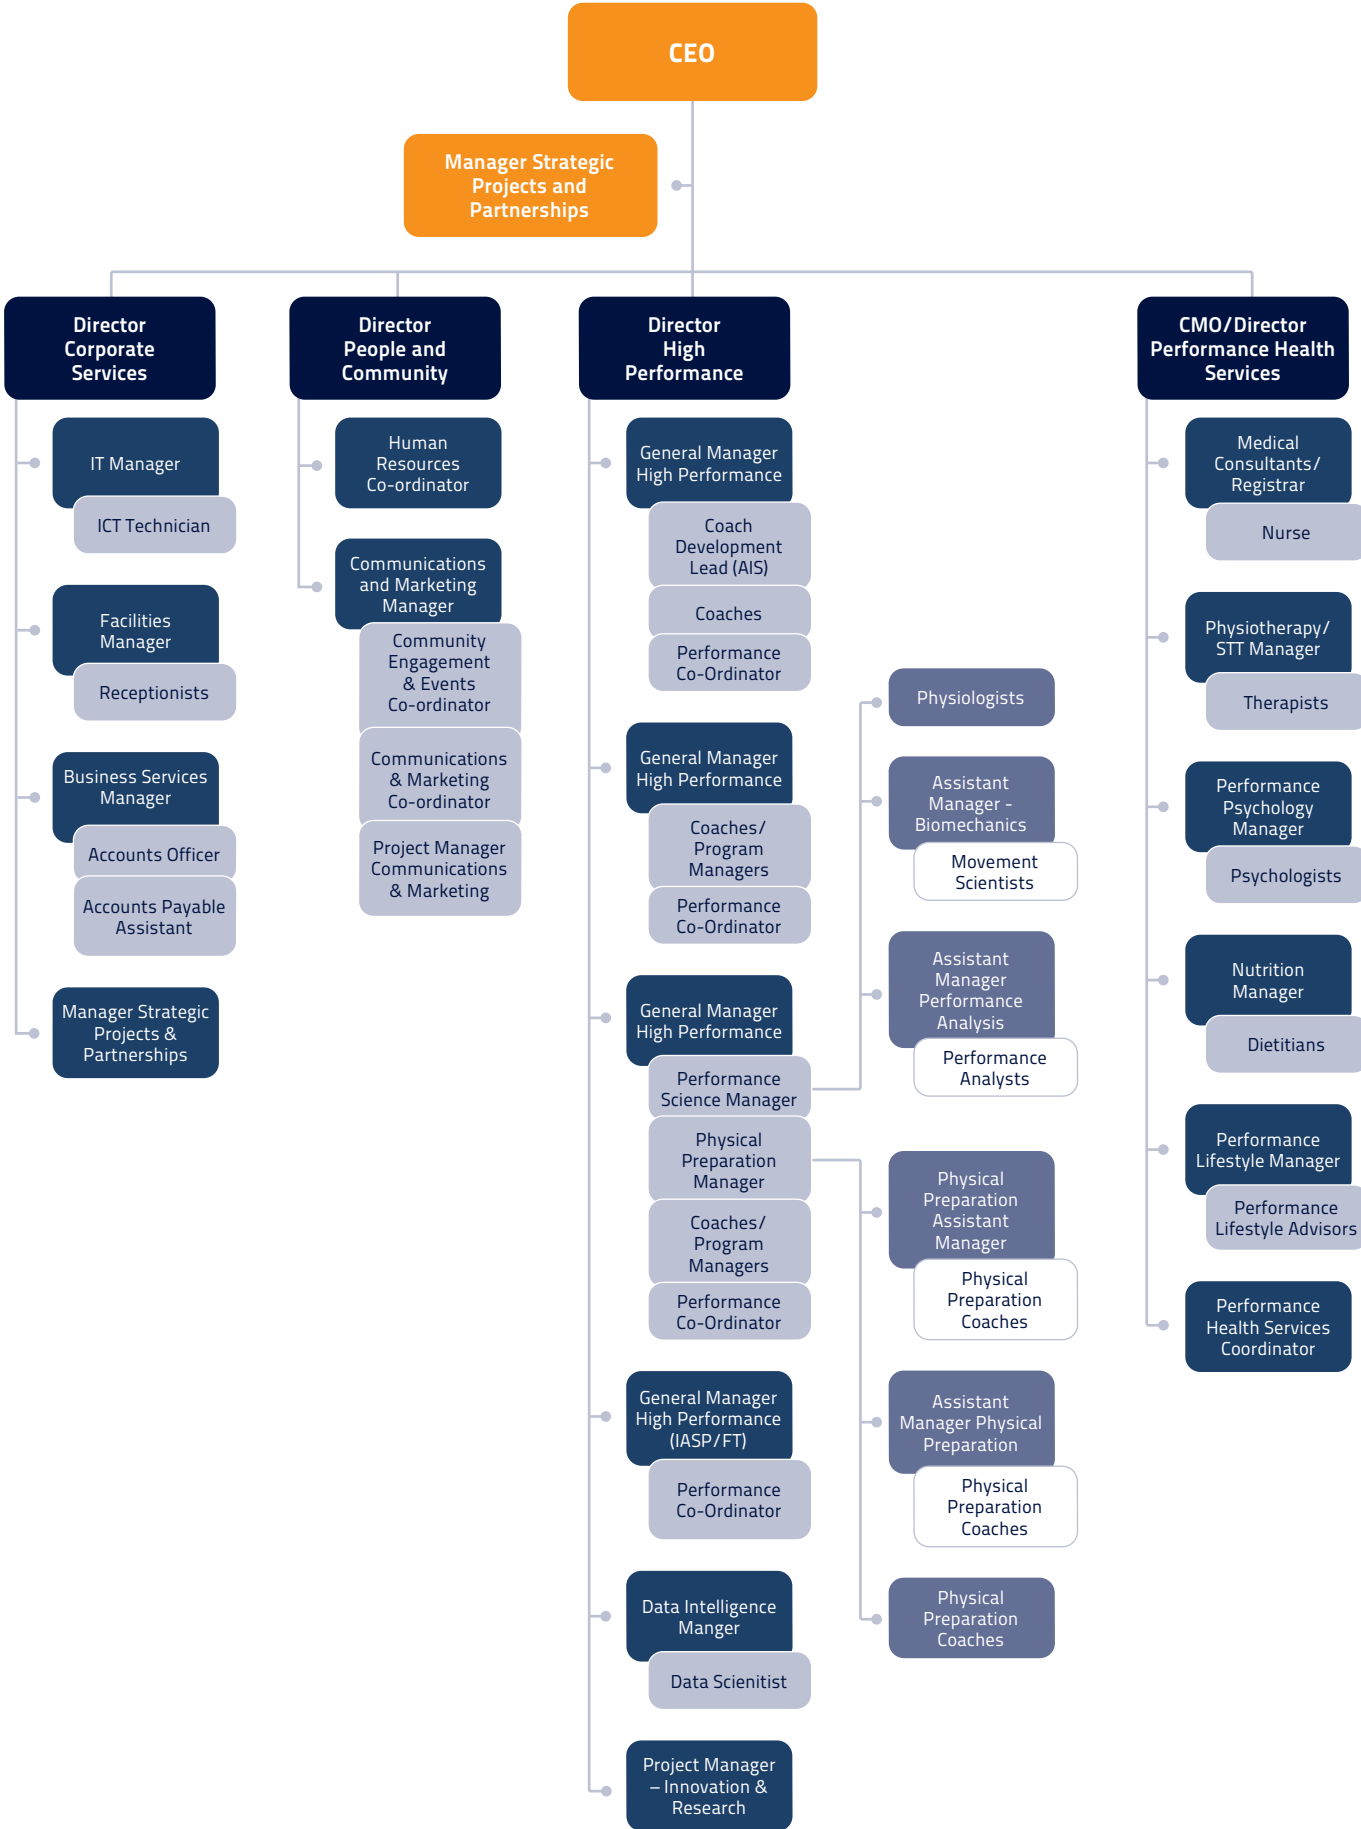 CEO
Manager Strategic
Projects and
Partnerships
Director
Corporate
Services
IT Manager
ICT Technician
Facilities
Manager
Receptionists
Business Services
Manager
Accounts Officer
Accounts Payable
Assistant
Manager Strategic
Projects &
Partnerships
Director
People and
Community
Human
Resources
Co-ordinator
Communications
and Marketing
Manager
Community
Engagement
& Events
Co-ordinator
Communications
& Marketing
Co-ordinator
Project Manager
Communications
& Marketing
Director
High
Performance
General Manager
High Performance
Coach
Development
Lead (AIS)
Coaches
Performance
Co-Ordinator
General Manager
High Performance
Coaches/
Program
Managers
Performance
Co-Ordinator
General Manager
High Performance
Performance
Science Manager
Physical
Preparation
Manager
Coaches/
Program
Managers
Performance
Co-Ordinator
General Manager
High Performance
(IASP/FT)
Performance
Co-Ordinator
Data Intelligence
Manger
Data Scienitist
Project Manager
– Innovation &
Research
Physiologists
Assistant
Manager -
Biomechanics
Movement
Scientists
Assistant
Manager
Performance
Analysis
Performance
Analysts
Physical
Preparation
Assistant
Manager
Physical
Preparation
Coaches
Assistant
Manager Physical
Preparation
Physical
Preparation
Coaches
Physical
Preparation
Coaches
CMO/Director
Performance Health
Services
Medical
Consultants/
Registrar
Nurse
Physiotherapy/
STT Manager
Therapists
Performance
Psychology
Manager
Psychologists
Nutrition
Manager
Dietitians
Performance
Lifestyle Manager
Performance
Lifestyle Advisors
Performance
Health Services
Coordinator